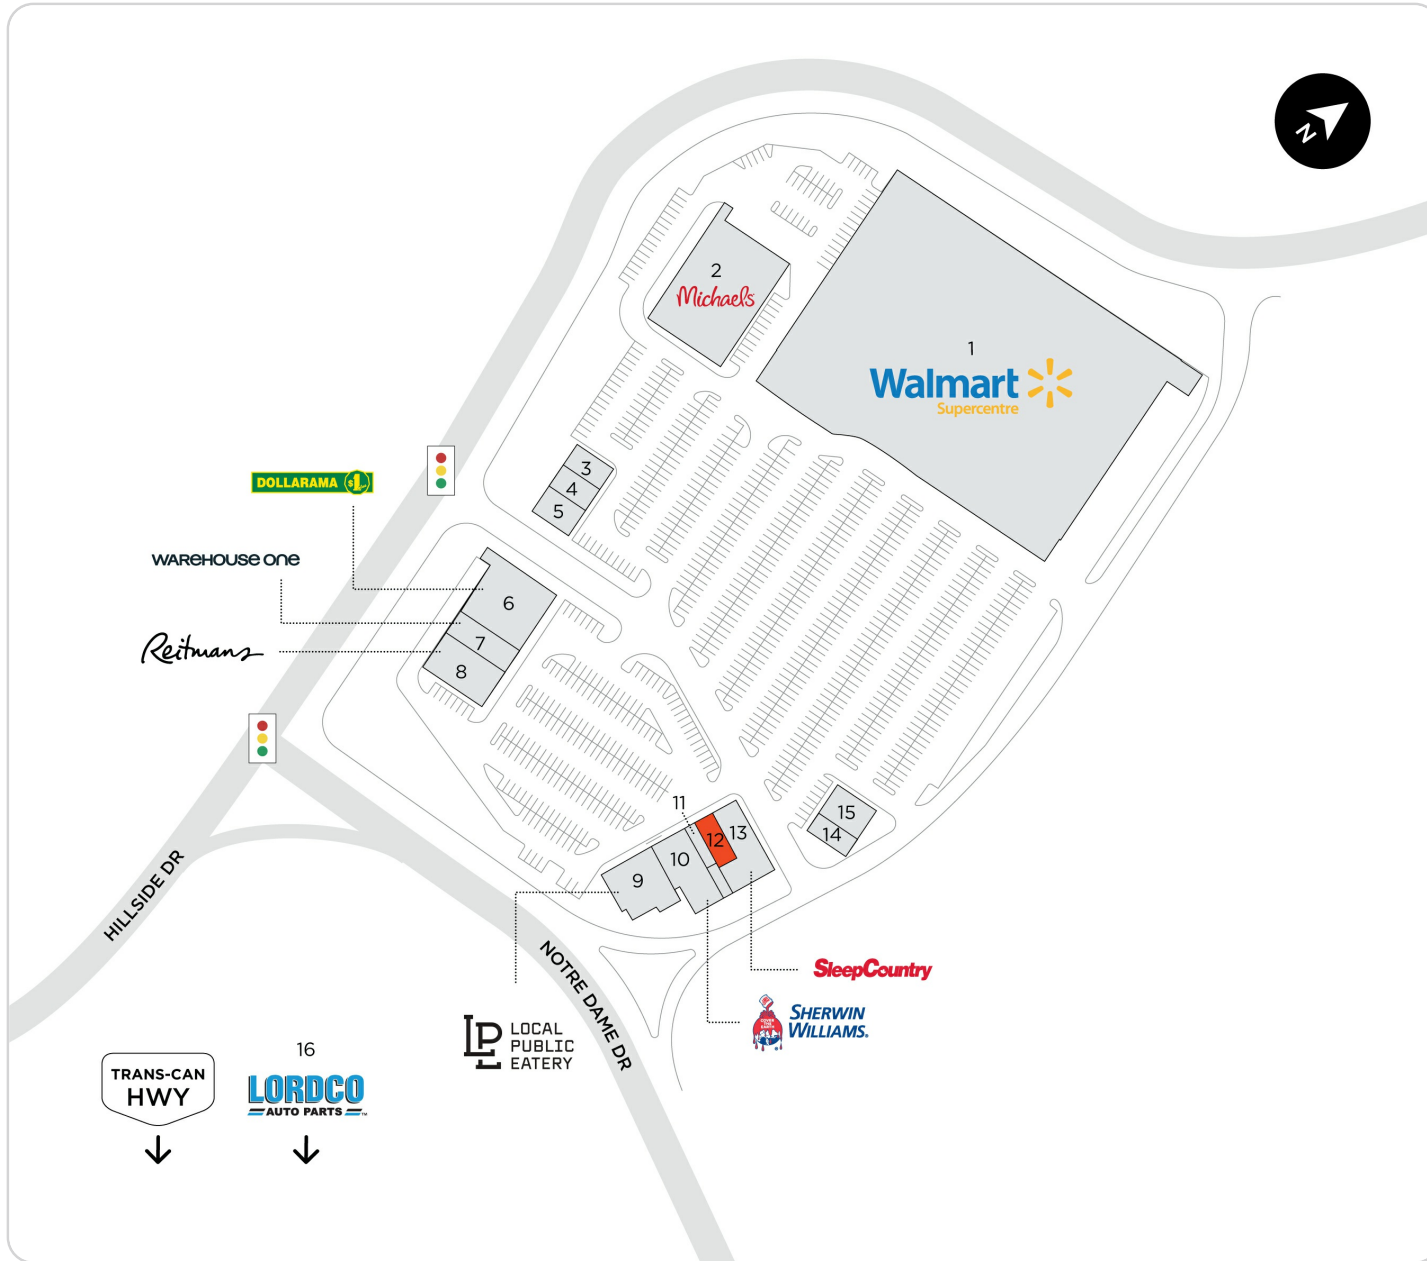 N
2
Michaels
1
Walmart
Supercentre
3
4
5
DOLLARAMA $1
WAREHOUSE ONE
Reitmans
6
7
8
11
12
13
10
9
15
14
HILLSIDE DR
NOTRE DAME DR
SleepCountry
SHERWIN
WILLIAMS.
LP
LOCAL
PUBLIC
EATERY
TRANS-CAN
HWY
16
LORDCO
AUTO PARTS